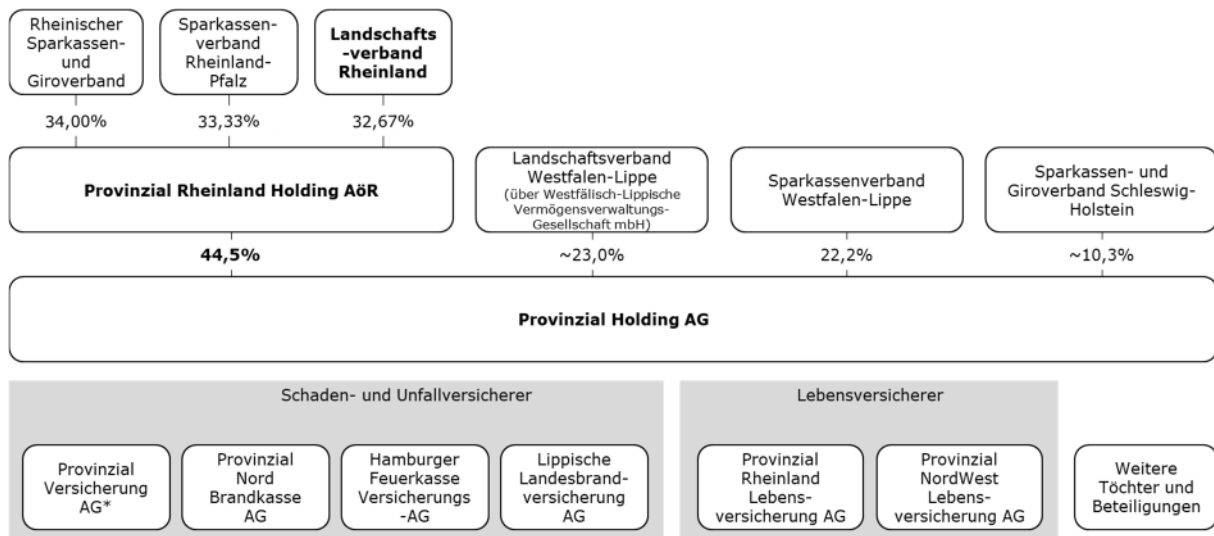 Rheinischer
Sparkassen-
und
Giroverband
Sparkassen-
verband
Rheinland-
Pfalz
Landschafts
-verband
Rheinland
34,00%
33,33%
32,67%
Provinzial Rheinland Holding AöR
Landschaftsverband
Westfalen-Lippe
(über Westfälisch-Lippische
Vermögensverwaltungs-
Gesellschaft mbH)
Sparkassenverband
Westfalen-Lippe
Sparkassen- und
Giroverband Schleswig-
Holstein
44,5%
~23,0%
22,2%
~10,3%
Provinzial Holding AG
Schaden- und Unfallversicherer
Provinzial
Versicherung
AG*
Provinzial
Nord
Brandkasse
AG
Hamburger
Feuerkasse
Versicherungs
-AG
Lippische
Landesbrand-
versicherung
AG
Lebensversicherer
Provinzial
Rheinland
Lebens-
versicherung AG
Provinzial
NordWest
Lebens-
versicherung AG
Weitere
Töchter und
Beteiligungen